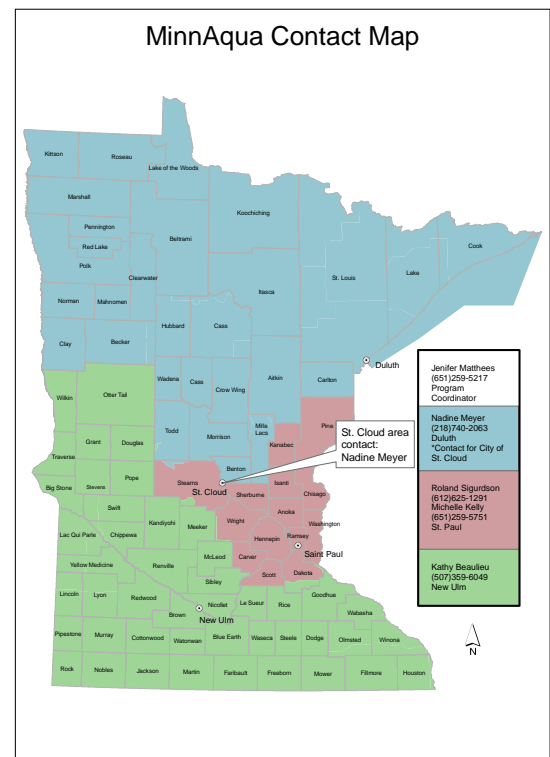 MinnAqua Contact Map
Kittson
Roseau
Lake of the Woods
Marshall
Koochiching
Pennington
Beltrami
Red Lake
Cook
Polk
Clearwater
St. Louis
Lake
Itasca
Norman
Mahnomen
Hubbard
Cass
Clay
Becker
Duluth
Wadena
Cass
Crow Wing
Aitkin
Carlton
Wilkin
Otter Tail
Todd
Morrison
Mille
Lacs
Kanabec
Pine
Grant
Douglas
Traverse
Benton
Big Stone
Stevens
Pope
Stearns
St. Cloud
Sherburne
Isanti
Chisago
Swift
Anoka
Washington
Kandiyohi
Meeker
Wright
Lac Qui Parle
Chippewa
Hennepin
Ramsey
Saint Paul
Yellow Medicine
Renville
McLeod
Carver
Scott
Dakota
Sibley
Lincoln
Lyon
Redwood
Nicollet
Le Sueur
Rice
Goodhue
Wabasha
Brown
New Ulm
Pipestone
Murray
Cottonwood
Watonwan
Blue Earth
Waseca
Steele
Dodge
Olmsted
Winona
Rock
Nobles
Jackson
Martin
Faribault
Freeborn
Mower
Fillmore
Houston
St. Cloud area
contact:
Nadine Meyer
Jenifer Matthees
(651)259-5217
Program
Coordinator
Nadine Meyer
(218)740-2063
Duluth
*Contact for City of
St. Cloud
Roland Sigurdson
(612)625-1291
Michelle Kelly
(651)259-5751
St. Paul
Kathy Beaulieu
(507)359-6049
New Ulm
N